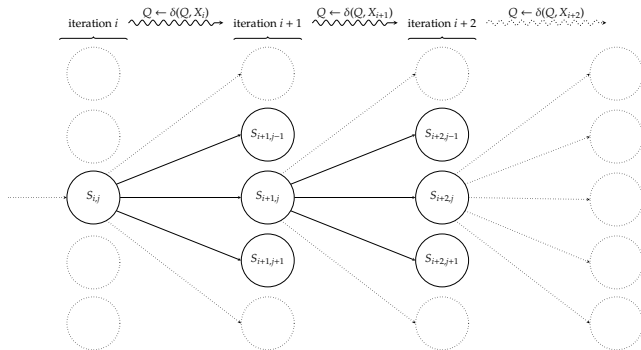 Q ← δ(Q, X_i)
Q ← δ(Q, X_{i+1})
Q ← δ(Q, X_{i+2})
iteration i
iteration i + 1
iteration i + 2
S_{i+1,j−1}
S_{i+2,j−1}
S_{i,j}
S_{i+1,j}
S_{i+2,j}
S_{i+1,j+1}
S_{i+2,j+1}